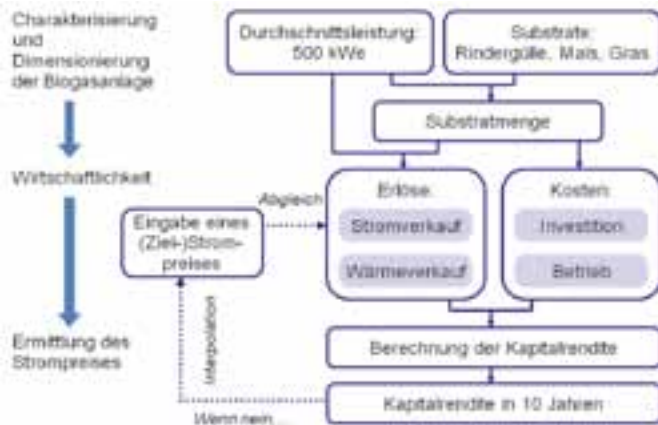 Charakterisierung
und
Dimensionierung
der Biogasanlage
Wirtschaftlichkeit
Ermittlung des
Strompreises
Durchschnittsleistung:
500 kWe
Substrate:
Rindergülle, Mais, Gras
Substratmenge
Abgleich
Eingabe eines
(Ziel-)Strom-
preises
Erlöse:
Stromverkauf
Wärmeverkauf
Kosten:
Investition
Betrieb
Interpolation
Berechnung der Kapitalrendite
Kapitalrendite in 10 Jahren
Wenn nein...